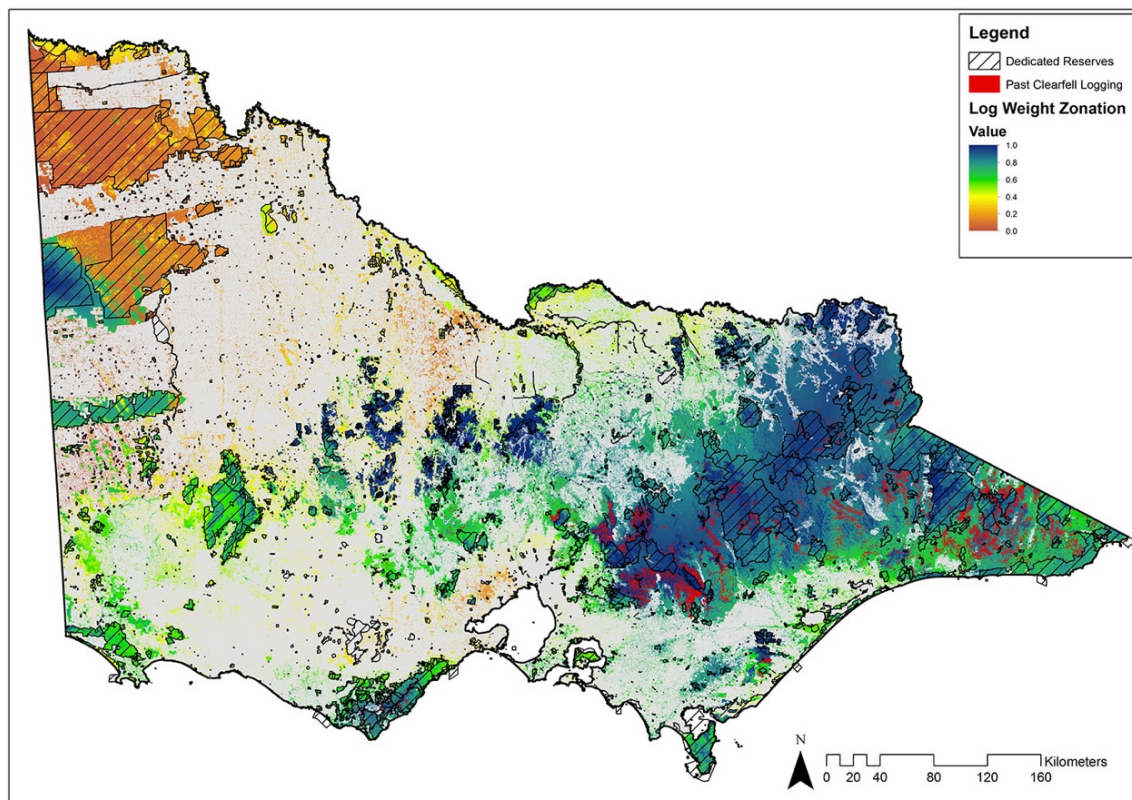 Legend
Dedicated Reserves
Past Clearfell Logging
Log Weight Zonation
Value
1.0
0.8
0.6
0.4
0.2
0.0
N
Kilometers
0 10 20 40 80 120 160